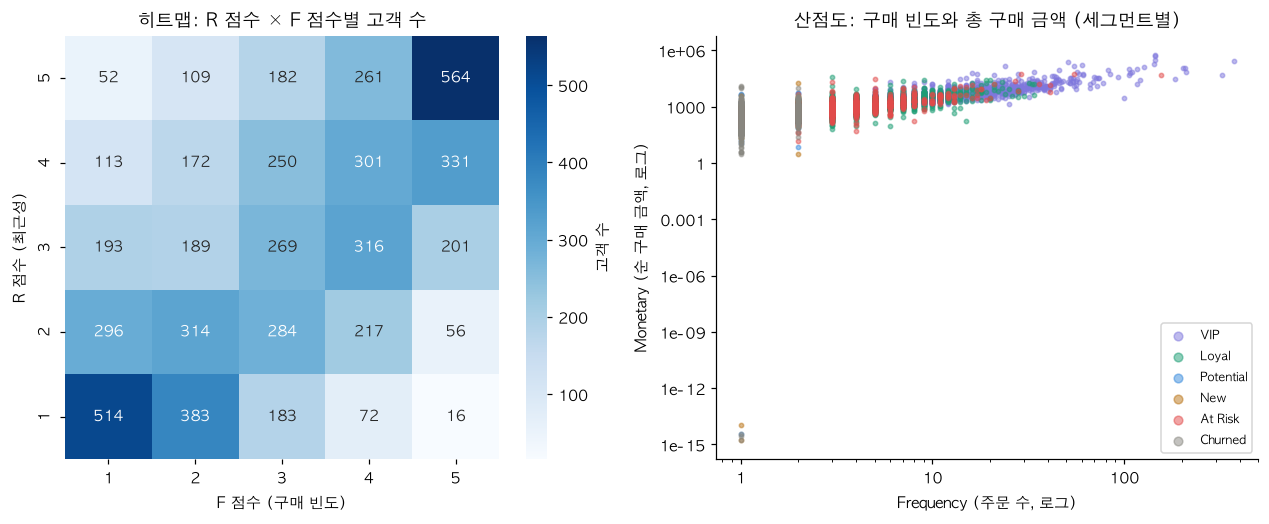 히트맵: R 점수 × F 점수별 고객 수
R 점수 (최근성)
5
52 109 182 261 564
4
113 172 250 301 331
3
193 189 269 316 201
2
296 314 284 217 56
1
514 383 183 72 16
1 2 3 4 5
F 점수 (구매 빈도)
500
400
300
200
100
고객 수
산점도: 구매 빈도와 총 구매 금액 (세그먼트별)
Monetary (순 구매 금액, 로그)
1e+06
1000
1
0.001
1e-06
1e-09
1e-12
1e-15
VIP
Loyal
Potential
New
At Risk
Churned
1 10 100
Frequency (주문 수, 로그)